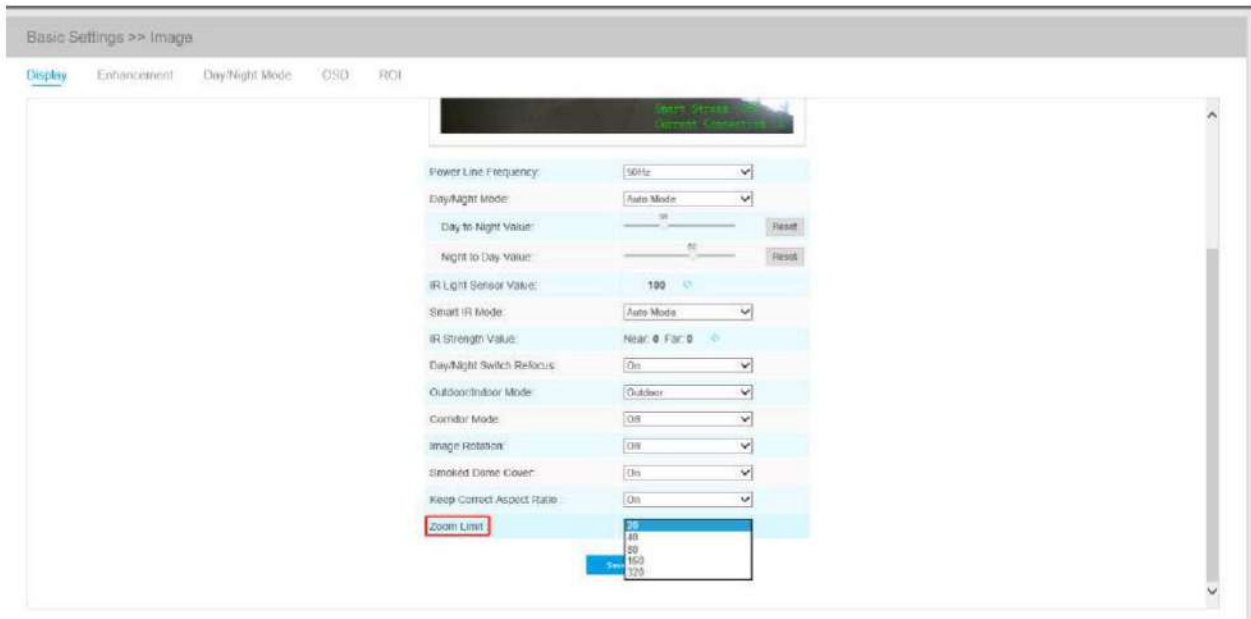 Basic Settings >> Image
Display Enhancement Day/Night Mode OSD ROI
Smart Stream
Current Connection
Power Line Frequency: 50Hz
Day/Night Mode: Auto Mode
Day to Night Value: Reset
Night to Day Value: Reset
IR Light Sensor Value: 100
Smart IR Mode: Auto Mode
IR Strength Value: Near: 0 Far: 0
Day/Night Switch Refocus: On
Outdoor/Indoor Mode: Outdoor
Corridor Mode: Off
Image Rotation: Off
Smoked Dome Cover: On
Keep Correct Aspect Ratio : On
Zoom Limit : 20
40
80
160
320